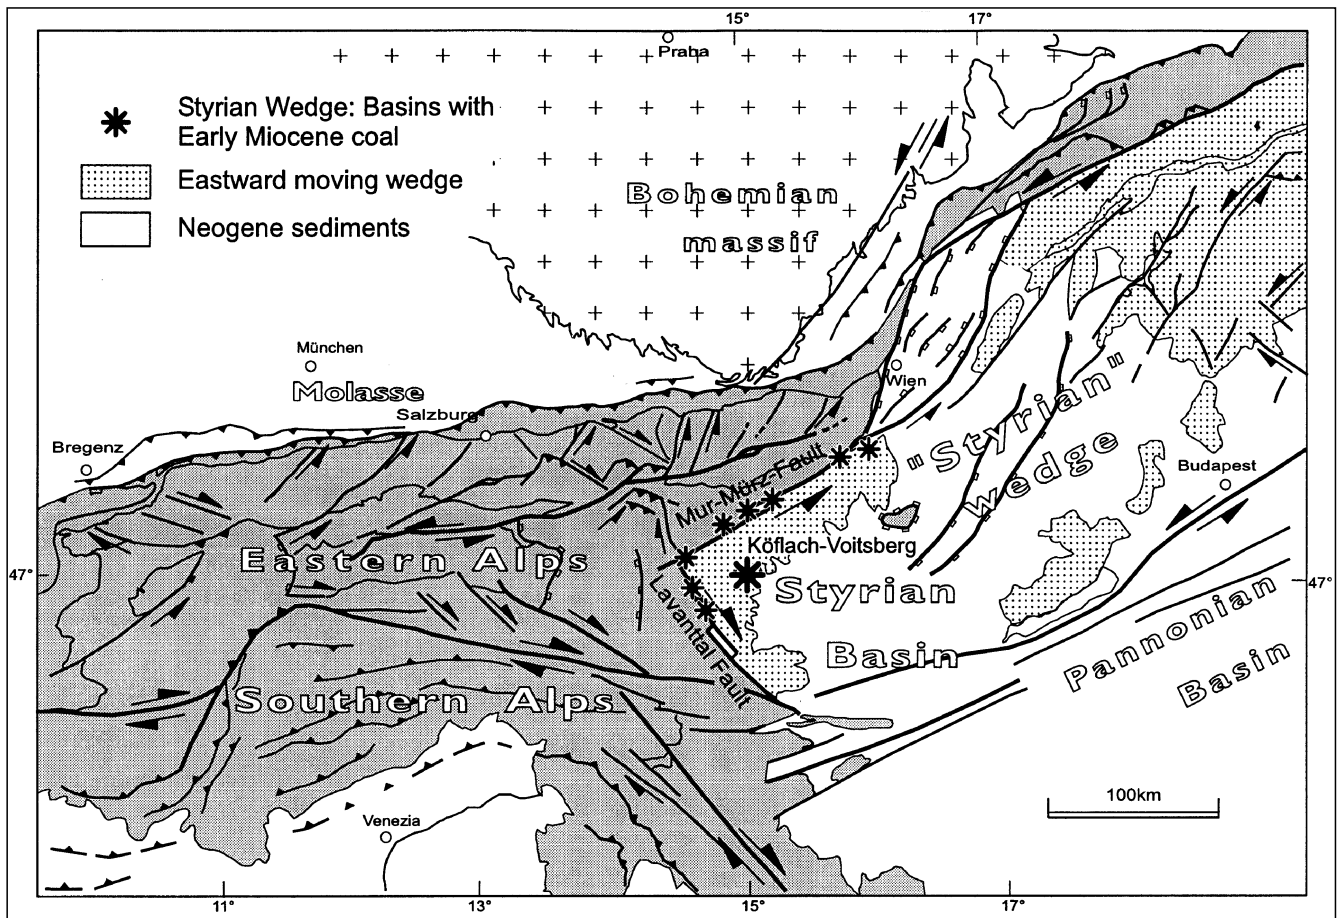 15°
17°
Praha
Styrian Wedge: Basins with
Early Miocene coal
Eastward moving wedge
Neogene sediments
Bohemian
massif
München
Molasse
Salzburg
Bregenz
Wien
"Styrian"
wedge
Budapest
Mur-Mürz-Fault
Köflach-Voitsberg
Eastern Alps
47°
47°
Styrian
Basin
Lavanttal Fault
Pannonian
Basin
Southern Alps
100km
Venezia
11°
13°
15°
17°